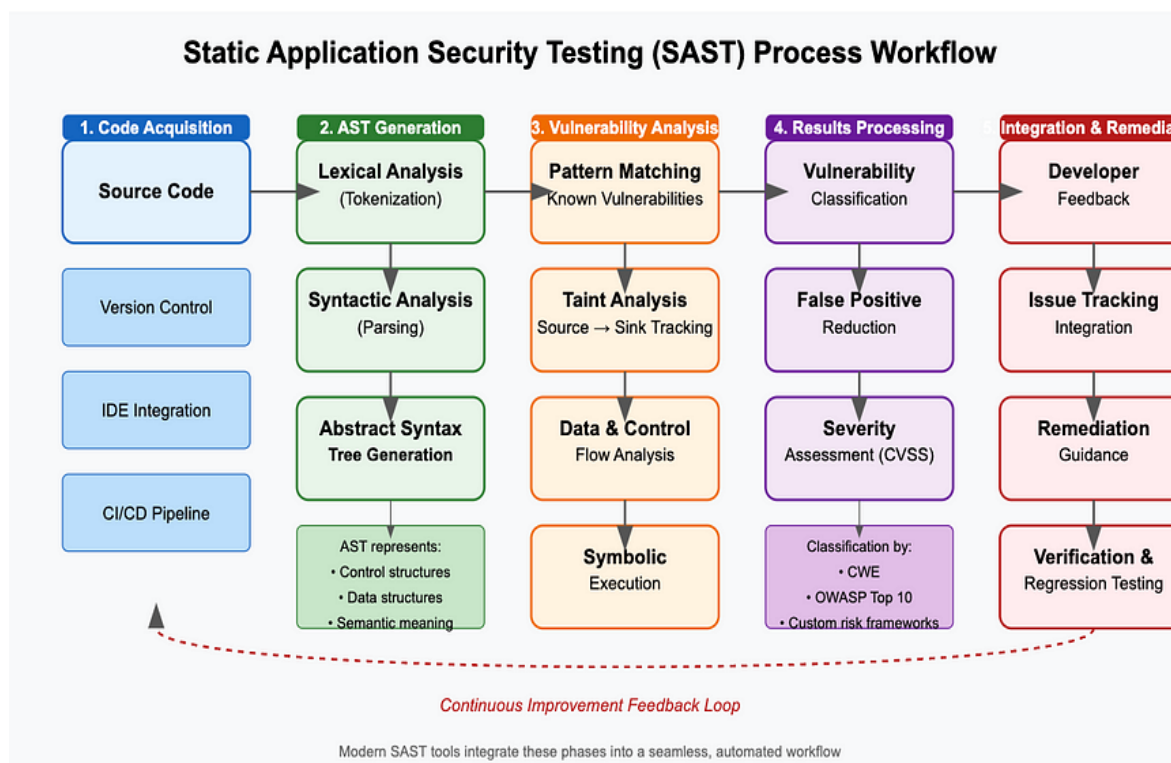 Static Application Security Testing (SAST) Process Workflow
1. Code Acquisition
Source Code
Version Control
IDE Integration
CI/CD Pipeline
2. AST Generation
Lexical Analysis
(Tokenization)
Syntactic Analysis
(Parsing)
Abstract Syntax
Tree Generation
AST represents:
• Control structures
• Data structures
• Semantic meaning
3. Vulnerability Analysis
Pattern Matching
Known Vulnerabilities
Taint Analysis
Source → Sink Tracking
Data & Control
Flow Analysis
Symbolic
Execution
4. Results Processing
Vulnerability
Classification
False Positive
Reduction
Severity
Assessment (CVSS)
Classification by:
• CWE
• OWASP Top 10
• Custom risk frameworks
5. Integration &
Developer
Feedback
Issue Tracking
Integration
Remediation
Guidance
Verification &
Regression Testing
Continuous Improvement Feedback Loop
Modern SAST tools integrate these phases into a seamless, automated workflow